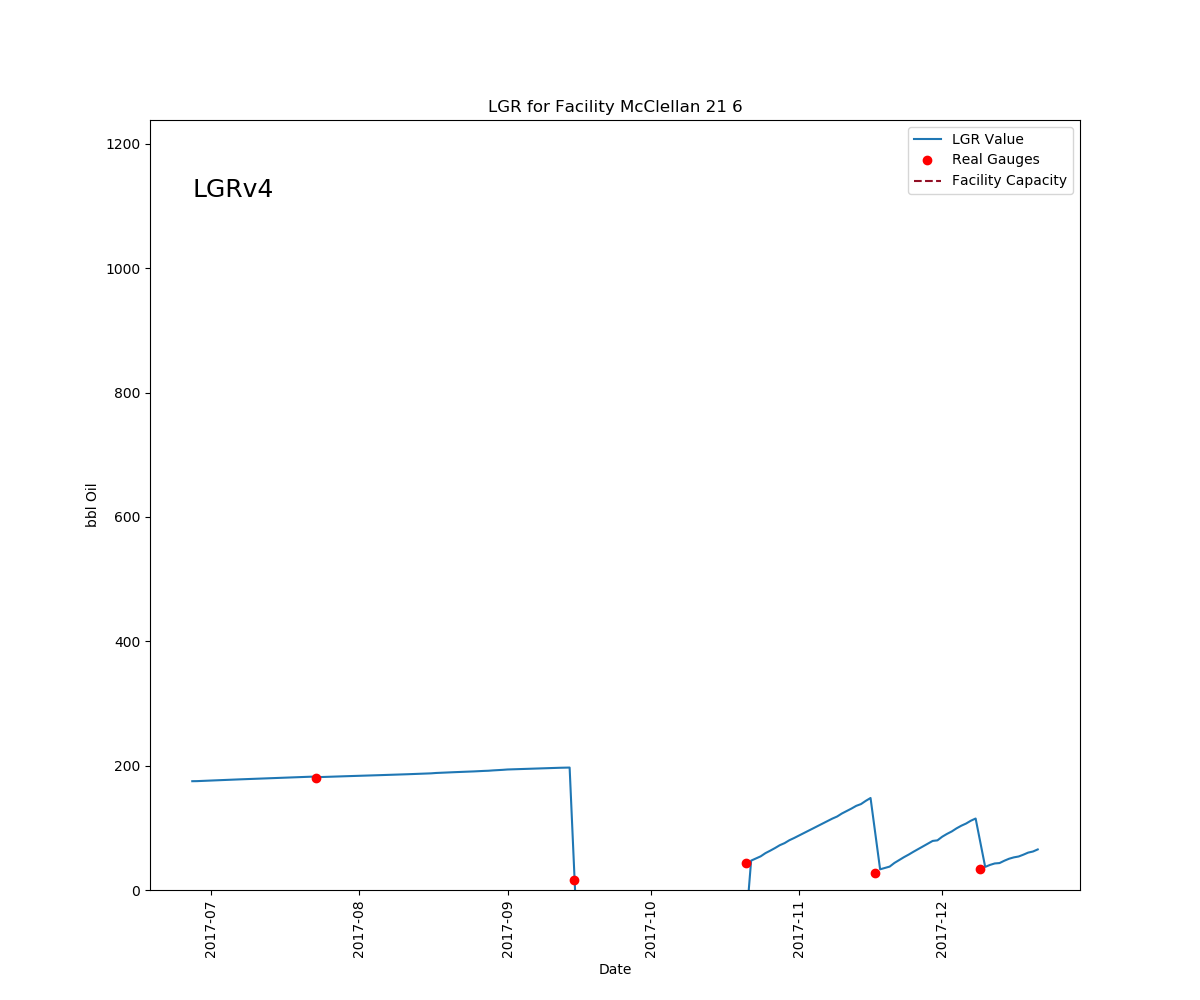 LGR for Facility McClellan 21 6
LGRv4
LGR Value
Real Gauges
Facility Capacity
1200
1000
800
600
400
200
0
bbl Oil
2017-07
2017-08
2017-09
2017-10
2017-11
2017-12
Date